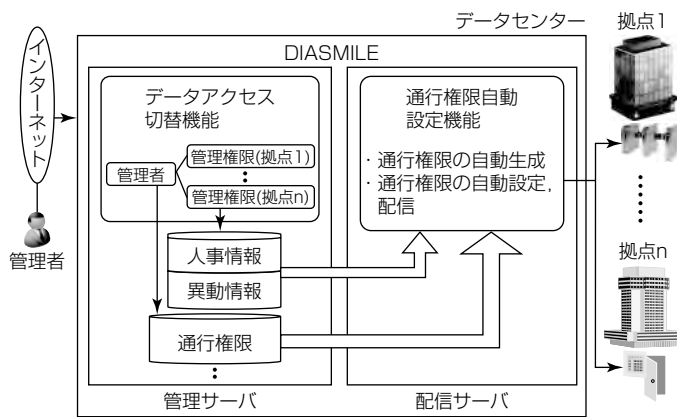 データセンター
DIASMILE
インターネット
管理者
データアクセス
切替機能
管理者
管理権限(拠点1)
管理権限(拠点n)
人事情報
異動情報
通行権限
管理サーバ
通行権限自動
設定機能
・通行権限の自動生成
・通行権限の自動設定,
配信
配信サーバ
拠点1
拠点n